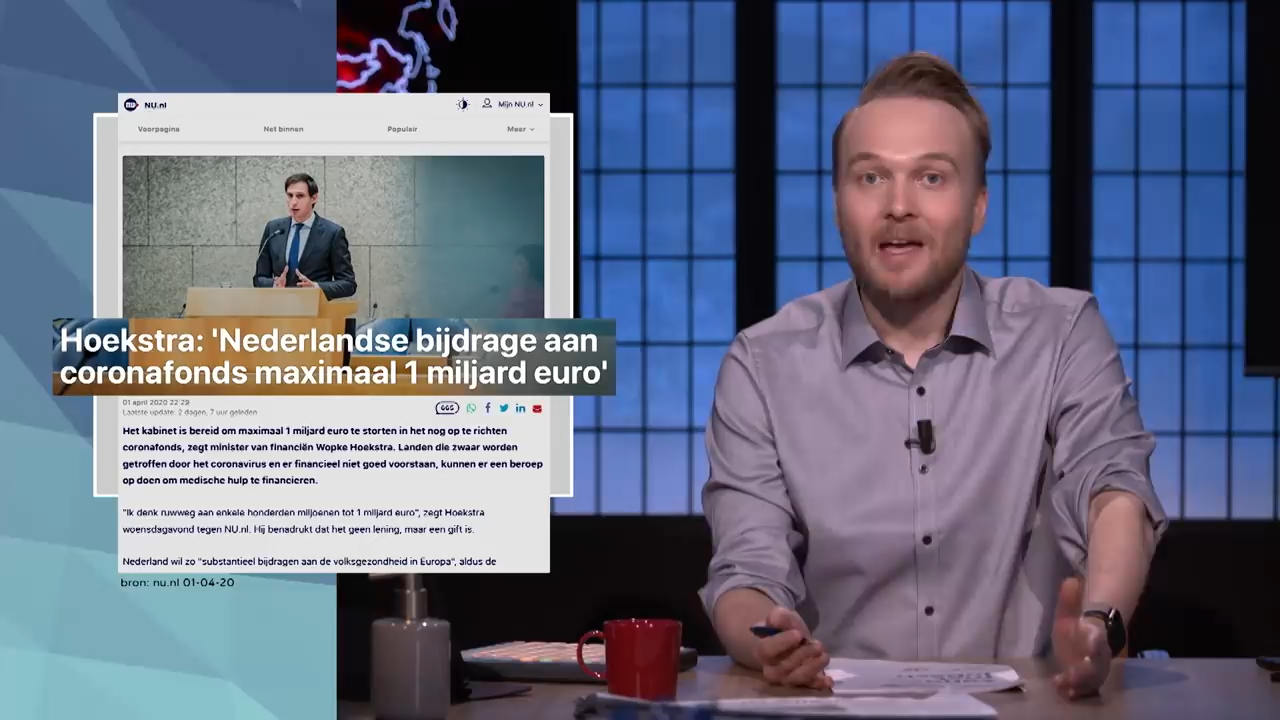 NU.nl
Mijn NU.nl
Voorpagina Net binnen Populair Meer
Hoekstra: 'Nederlandse bijdrage aan
coronafonds maximaal 1 miljard euro'
01 april 2020 22:29
Laatste update: 2 dagen, 7 uur geleden
665
Het kabinet is bereid om maximaal 1 miljard euro te storten in het nog op te richten
coronafonds, zegt minister van financiën Wopke Hoekstra. Landen die zwaar worden
getroffen door het coronavirus en er financieel niet goed voorstaan, kunnen er een beroep
op doen om medische hulp te financieren.
"Ik denk ruwweg aan enkele honderden miljoenen tot 1 miljard euro", zegt Hoekstra
woensdagavond tegen NU.nl. Hij benadrukt dat het geen lening, maar een gift is.
Nederland wil zo "substantieel bijdragen aan de volksgezondheid in Europa", aldus de
bron: nu.nl 01-04-20